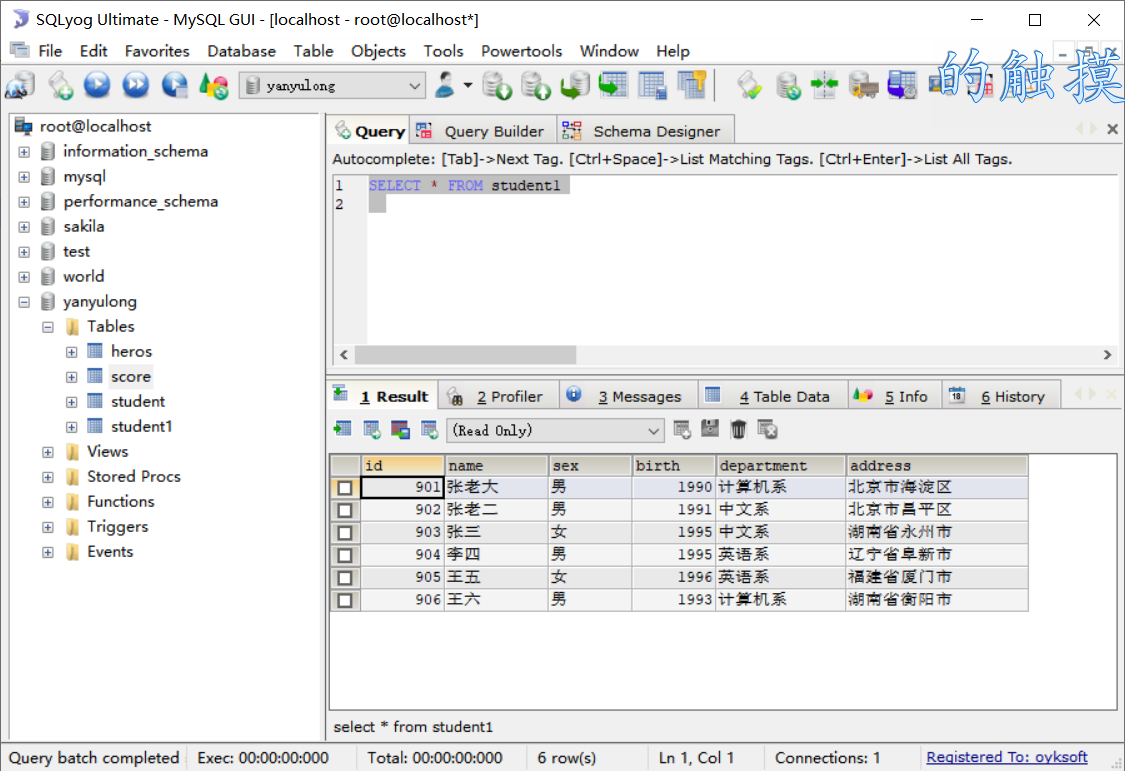 SQLyog Ultimate - MySQL GUI - [localhost - root@localhost*]
File Edit Favorites Database Table Objects Tools Powertools Window Help
yanyulong
的触摸
root@localhost
information_schema
mysql
performance_schema
sakila
test
world
yanyulong
Tables
heros
score
student
student1
Views
Stored Procs
Functions
Triggers
Events
Query Query Builder Schema Designer
Autocomplete: [Tab]->Next Tag. [Ctrl+Space]->List Matching Tags. [Ctrl+Enter]->List All Tags.
1 SELECT * FROM student1
2
1 Result 2 Profiler 3 Messages 4 Table Data 5 Info 18 6 History
(Read Only)
id name sex birth department address
901 张老大 男 1990 计算机系 北京市海淀区
902 张老二 男 1991 中文系 北京市昌平区
903 张三 女 1995 中文系 湖南省永州市
904 李四 男 1995 英语系 辽宁省阜新市
905 王五 女 1996 英语系 福建省厦门市
906 王六 男 1993 计算机系 湖南省衡阳市
select * from student1
Query batch completed Exec: 00:00:00:000 Total: 00:00:00:000 6 row(s) Ln 1, Col 1 Connections: 1 Registered To: oyksoft